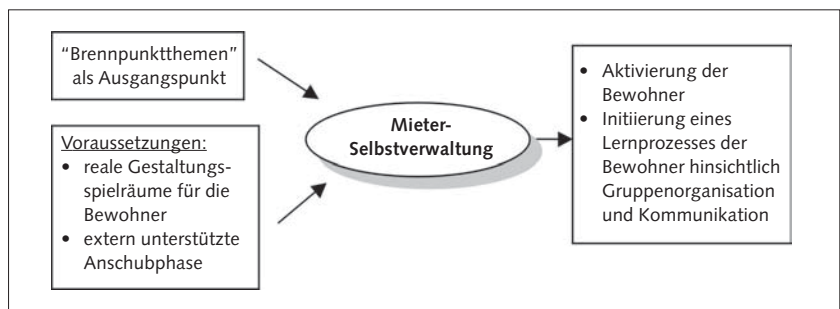 “Brennpunktthemen”
als Ausgangspunkt
Voraussetzungen:
• reale Gestaltungs-
spielräume für die
Bewohner
• extern unterstützte
Anschubphase
Mieter-
Selbstverwaltung
• Aktivierung der
Bewohner
• Initiierung eines
Lernprozesses der
Bewohner hinsichtlich
Gruppenorganisation
und Kommunikation